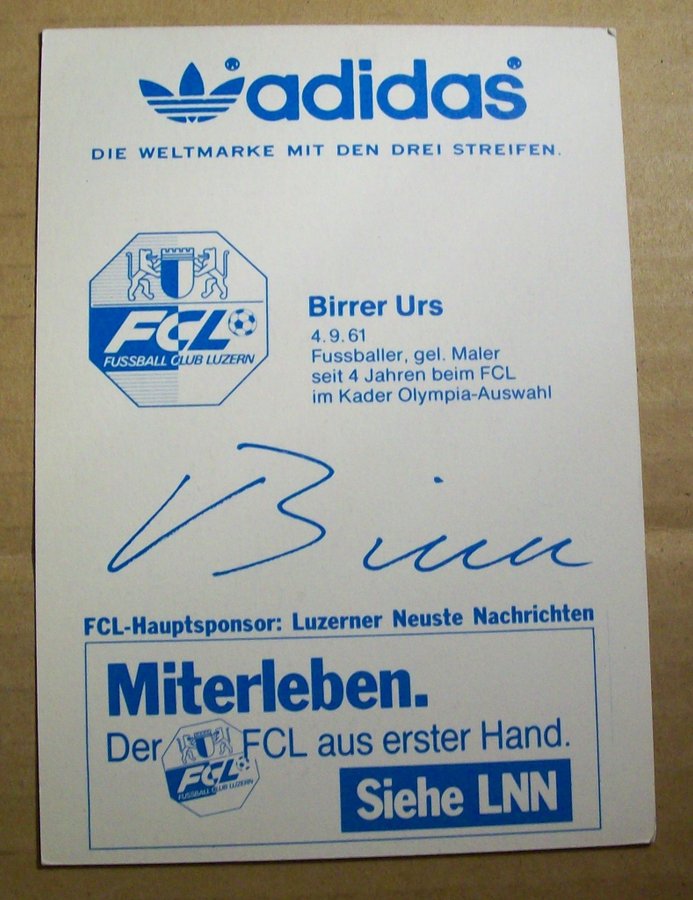 adidas
DIE WELTMARKE MIT DEN DREI STREIFEN.
FCL
FUSSBALL CLUB LUZERN
Birrer Urs
4.9.61
Fussballer, gel. Maler
seit 4 Jahren beim FCL
im Kader Olympia-Auswahl
U Birrer
FCL-Hauptsponsor: Luzerner Neuste Nachrichten
Miterleben.
Der FCL aus erster Hand.
FCL
FUSSBALL CLUB LUZERN
Siehe LNN